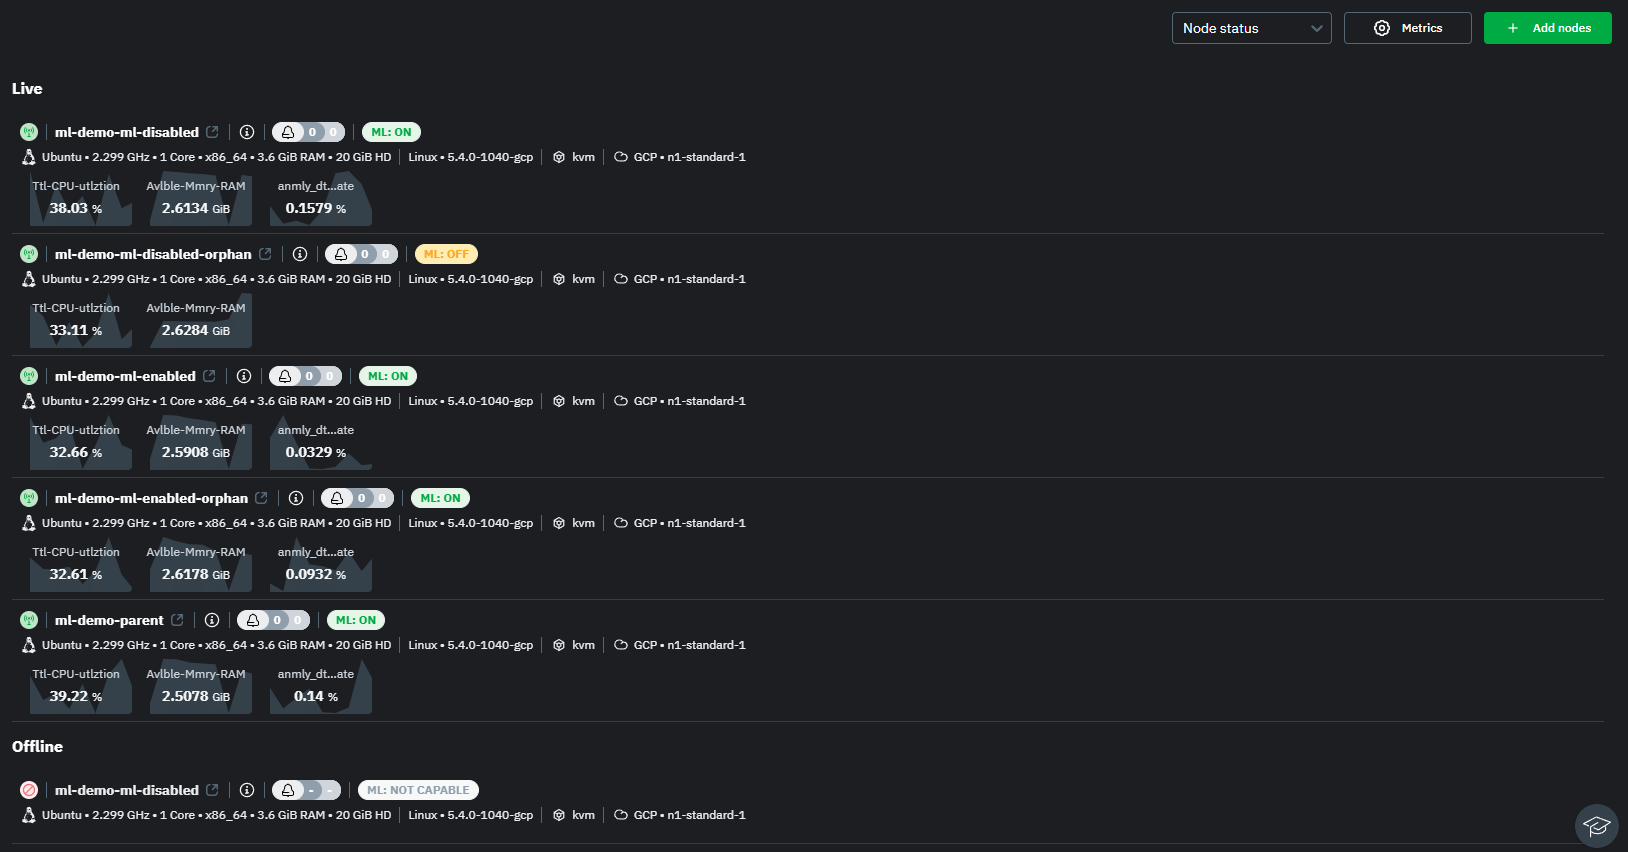 Node status Metrics + Add nodes
Live
ml-demo-ml-disabled 0 0 ML: ON
Ubuntu • 2.299 GHz • 1 Core • x86_64 • 3.6 GiB RAM • 20 GiB HD Linux • 5.4.0-1040-gcp kvm GCP • n1-standard-1
Ttl-CPU-utlztion Avlble-Mmry-RAM anmly_dt...ate
38.03 % 2.6134 GiB 0.1579 %
ml-demo-ml-disabled-orphan 0 0 ML: OFF
Ubuntu • 2.299 GHz • 1 Core • x86_64 • 3.6 GiB RAM • 20 GiB HD Linux • 5.4.0-1040-gcp kvm GCP • n1-standard-1
Ttl-CPU-utlztion Avlble-Mmry-RAM
33.11 % 2.6284 GiB
ml-demo-ml-enabled 0 0 ML: ON
Ubuntu • 2.299 GHz • 1 Core • x86_64 • 3.6 GiB RAM • 20 GiB HD Linux • 5.4.0-1040-gcp kvm GCP • n1-standard-1
Ttl-CPU-utlztion Avlble-Mmry-RAM anmly_dt...ate
32.66 % 2.5908 GiB 0.0329 %
ml-demo-ml-enabled-orphan 0 0 ML: ON
Ubuntu • 2.299 GHz • 1 Core • x86_64 • 3.6 GiB RAM • 20 GiB HD Linux • 5.4.0-1040-gcp kvm GCP • n1-standard-1
Ttl-CPU-utlztion Avlble-Mmry-RAM anmly_dt...ate
32.61 % 2.6178 GiB 0.0932 %
ml-demo-parent 0 0 ML: ON
Ubuntu • 2.299 GHz • 1 Core • x86_64 • 3.6 GiB RAM • 20 GiB HD Linux • 5.4.0-1040-gcp kvm GCP • n1-standard-1
Ttl-CPU-utlztion Avlble-Mmry-RAM anmly_dt...ate
39.22 % 2.5078 GiB 0.14 %
Offline
ml-demo-ml-disabled - - ML: NOT CAPABLE
Ubuntu • 2.299 GHz • 1 Core • x86_64 • 3.6 GiB RAM • 20 GiB HD Linux • 5.4.0-1040-gcp kvm GCP • n1-standard-1